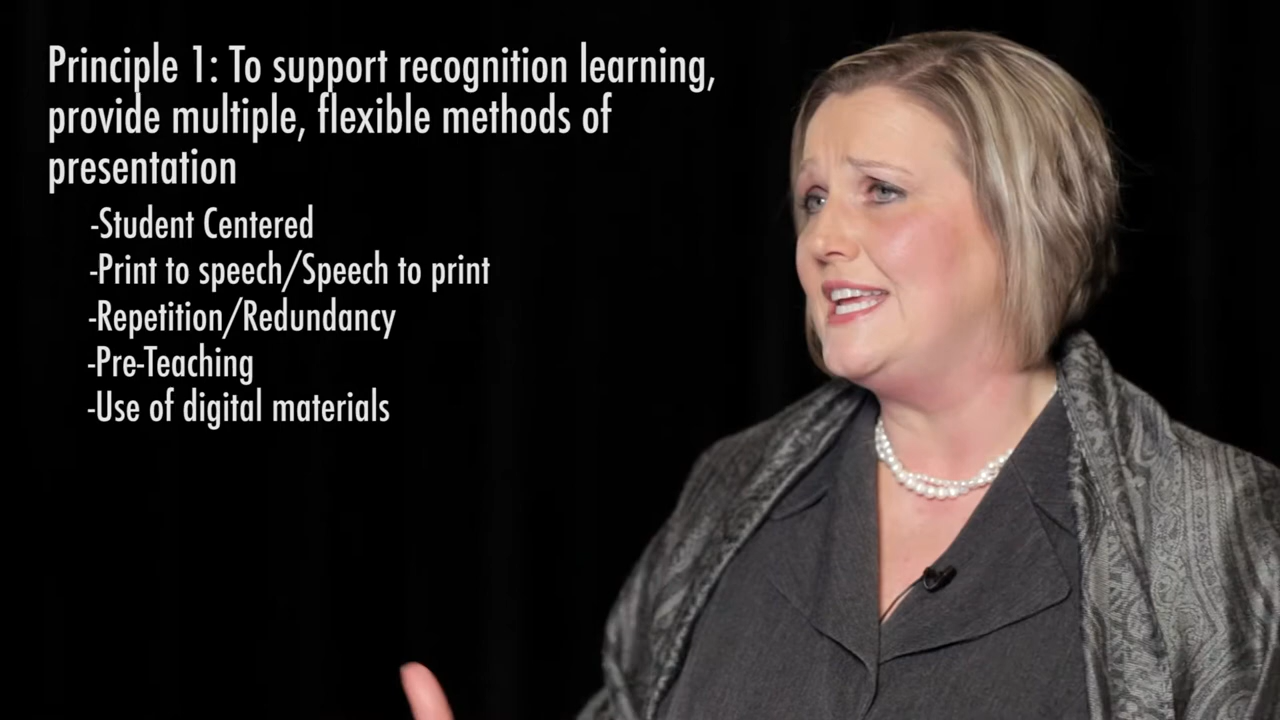 Principle 1: To support recognition learning,
provide multiple, flexible methods of
presentation
-Student Centered
-Print to speech/Speech to print
-Repetition/Redundancy
-Pre-Teaching
-Use of digital materials